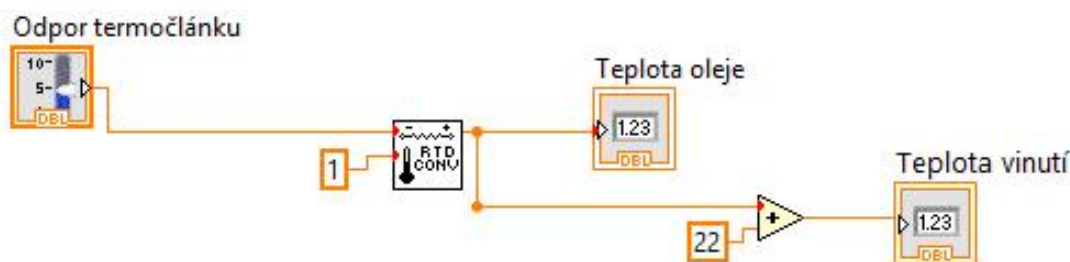 Odpor termočlánku
10-
5-
DBL
Teplota oleje
1.23
DBL
- +
RTD
CONV
1
Teplota vinutí
1.23
DBL
+
22